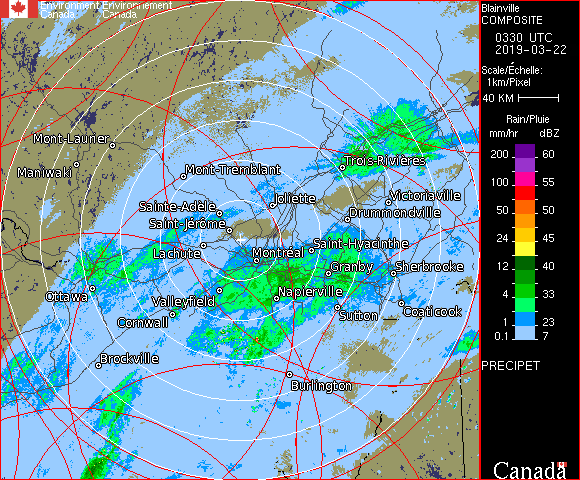 Environment Environnement
Canada Canada
Blainville
COMPOSITE
0330 UTC
2019-03-22
Scale/Échelle:
1km/Pixel
40 KM
Rain/Pluie
mm/hr dBZ
200 60
100 55
50 50
24 45
12 40
4 33
1 23
0.1 7
PRECIPET
Mont-Laurier
Maniwaki
Mont-Tremblant
Trois-Rivières
Joliette
Victoriaville
Sainte-Adèle
Drummondville
Saint-Jérôme
Lachute
Montréal
Saint-Hyacinthe
Granby
Sherbrooke
Ottawa
Valleyfield
Napierville
Cornwall
Sutton
Coaticook
Brockville
Burlington
Canada